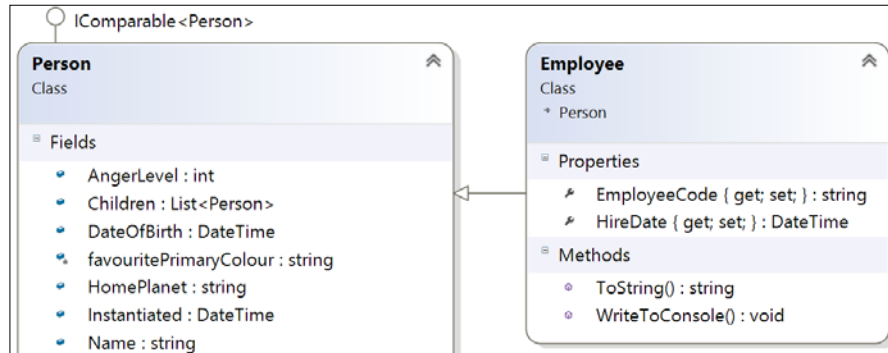 IComparable<Person>
Person
Class
Fields
AngerLevel : int
Children : List<Person>
DateOfBirth : DateTime
favouritePrimaryColour : string
HomePlanet : string
Instantiated : DateTime
Name : string
Employee
Class
Person
Properties
EmployeeCode { get; set; } : string
HireDate { get; set; } : DateTime
Methods
ToString() : string
WriteToConsole() : void